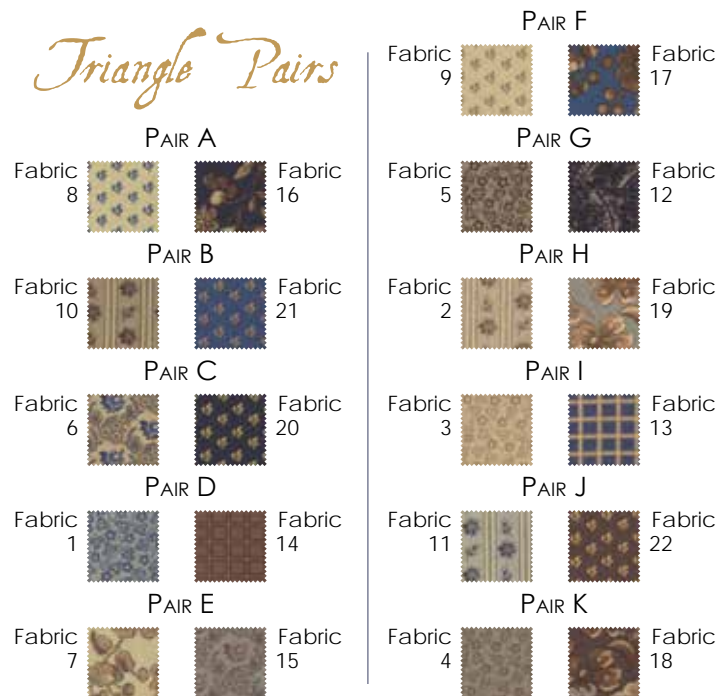 Triangle Pairs
PAIR A
Fabric 8
Fabric 16
PAIR B
Fabric 10
Fabric 21
PAIR C
Fabric 6
Fabric 20
PAIR D
Fabric 1
Fabric 14
PAIR E
Fabric 7
Fabric 15
PAIR F
Fabric 9
Fabric 17
PAIR G
Fabric 5
Fabric 12
PAIR H
Fabric 2
Fabric 19
PAIR I
Fabric 3
Fabric 13
PAIR J
Fabric 11
Fabric 22
PAIR K
Fabric 4
Fabric 18